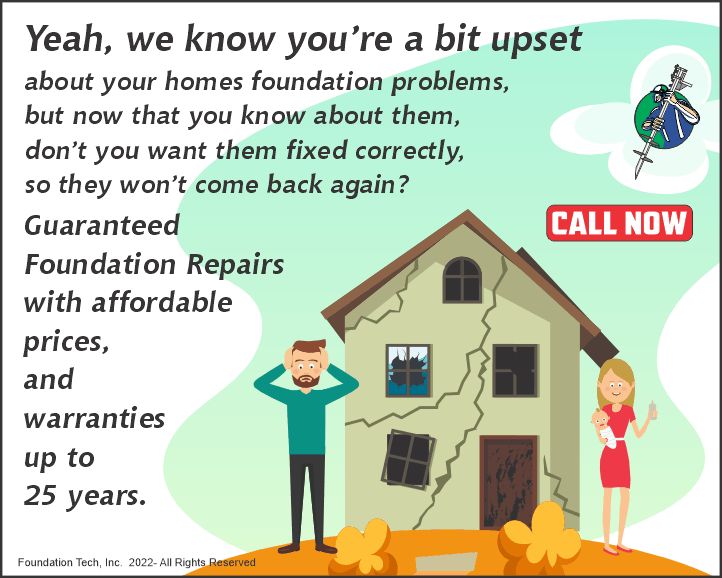 Yeah, we know you're a bit upset
about your homes foundation problems,
but now that you know about them,
don't you want them fixed correctly,
so they won't come back again?
Guaranteed
Foundation Repairs
with affordable
prices,
and
warranties
up to
25 years.
CALL NOW
Foundation Tech, Inc.  2022- All Rights Reserved